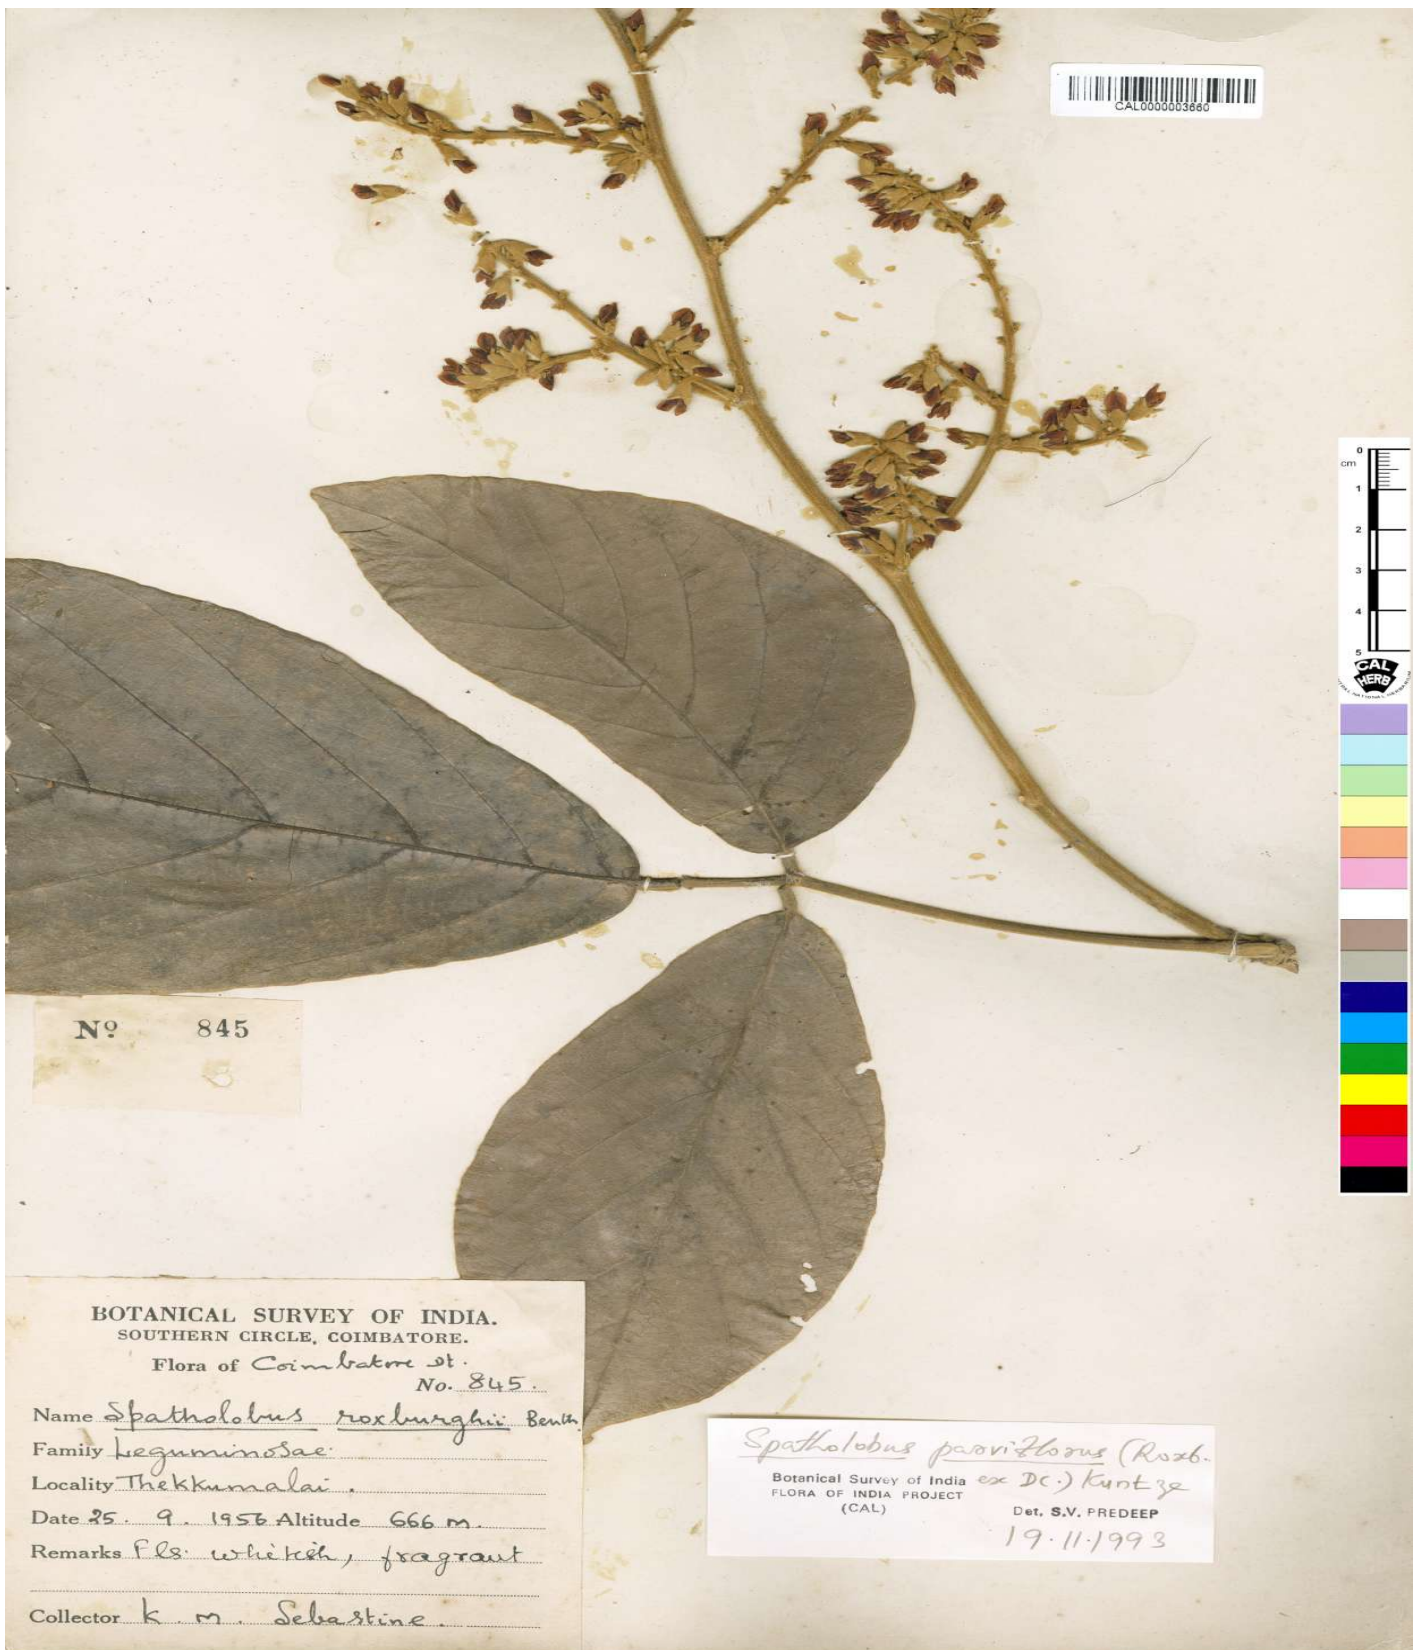 CAL0000003660
0
cm
1
2
3
4
5
CAL
HERB
Nº 845
BOTANICAL SURVEY OF INDIA.
SOUTHERN CIRCLE, COIMBATORE.
Flora of Coimbatore Dt.
No. 845.
Name Spatholobus roxburghii Benth.
Family Leguminosae.
Locality Thekkumalai.
Date 25. 9. 1956 Altitude 666 m.
Remarks Fls. whitish, fragrant
Collector K. M. Sebastine.
Spatholobus parviflorus (Roxb.
Botanical Survey of India ex DC.) Kuntze
FLORA OF INDIA PROJECT
(CAL)
Det. S.V. PREDEEP
19.11.1993